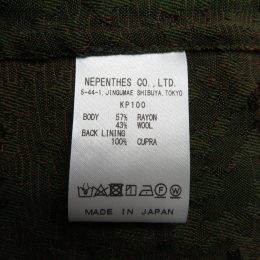 NEPENTHES CO., LTD.
5-44-1, JINGUMAE SHIBUYA, TOKYO
KP100
BODY 57% RAYON
43% WOOL
BACK LINING
100% CUPRA
MADE IN JAPAN